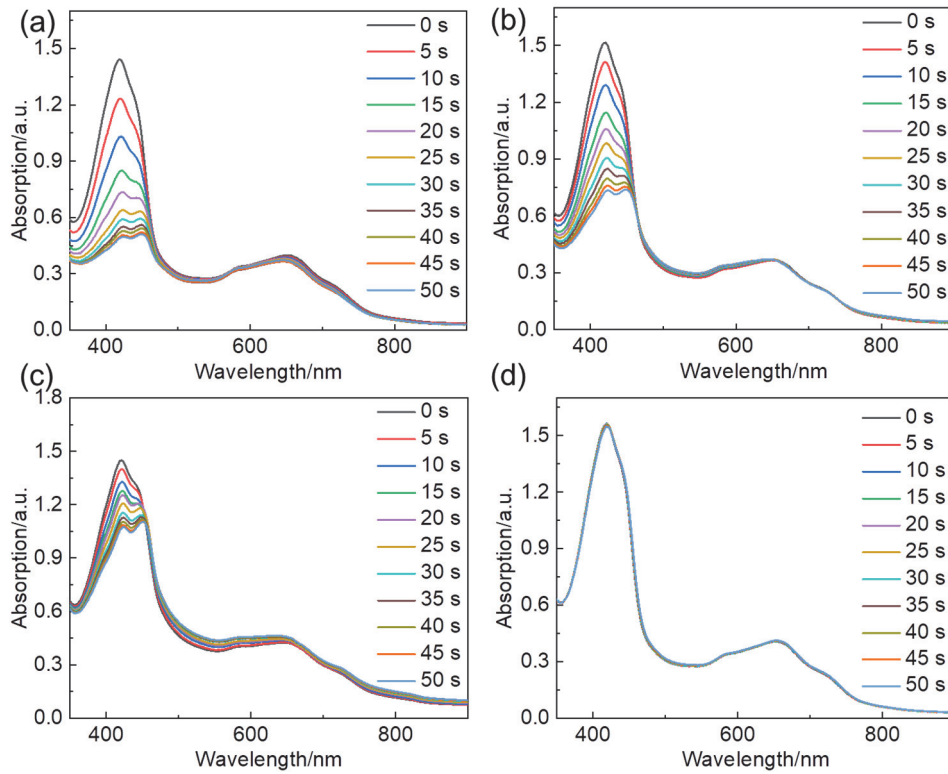 (a)
0 s
5 s
10 s
15 s
20 s
25 s
30 s
35 s
40 s
45 s
50 s
1.5
1.2
0.9
0.6
0.3
0.0
Absorption/a.u.
400
600
800
Wavelength/nm
(b)
0 s
5 s
10 s
15 s
20 s
25 s
30 s
35 s
40 s
45 s
50 s
1.5
1.2
0.9
0.6
0.3
0.0
Absorption/a.u.
400
600
800
Wavelength/nm
(c)
0 s
5 s
10 s
15 s
20 s
25 s
30 s
35 s
40 s
45 s
50 s
1.8
1.5
1.2
0.9
0.6
0.3
0.0
Absorption/a.u.
400
600
800
Wavelength/nm
(d)
0 s
5 s
10 s
15 s
20 s
25 s
30 s
35 s
40 s
45 s
50 s
1.5
1.2
0.9
0.6
0.3
0.0
Absorption/a.u.
400
600
800
Wavelength/nm